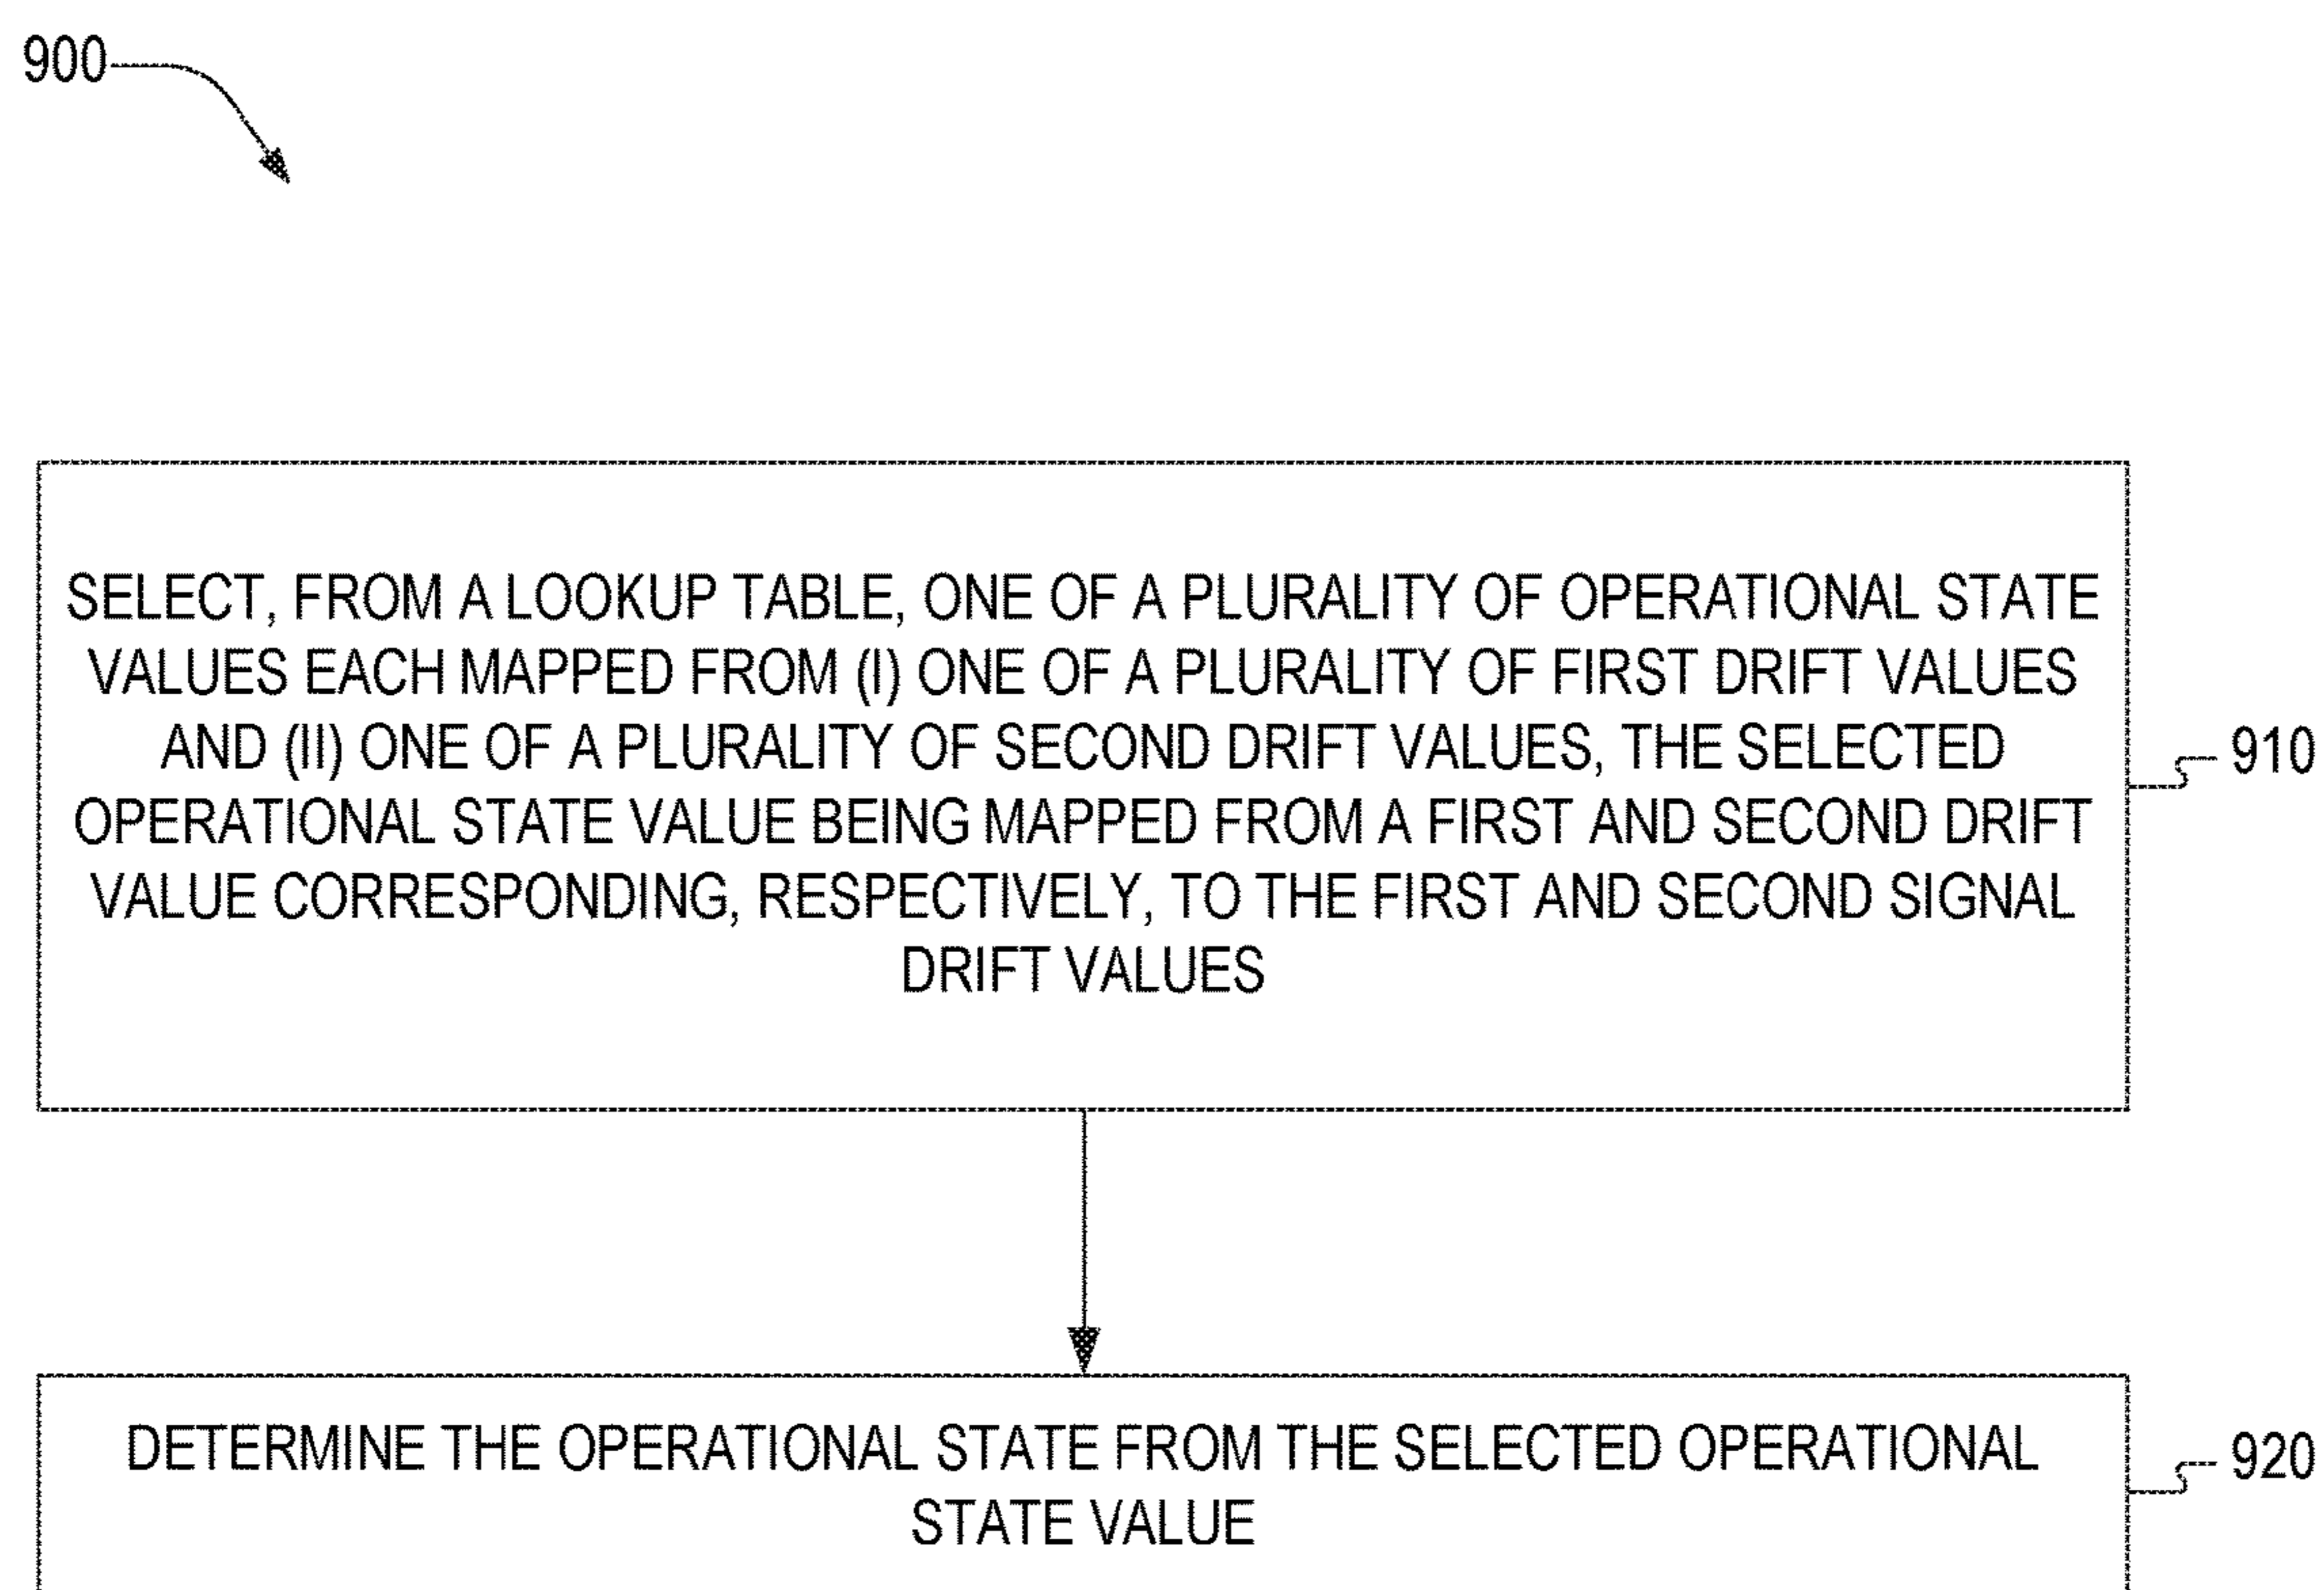 900
SELECT, FROM A LOOKUP TABLE, ONE OF A PLURALITY OF OPERATIONAL STATE
VALUES EACH MAPPED FROM (I) ONE OF A PLURALITY OF FIRST DRIFT VALUES
AND (II) ONE OF A PLURALITY OF SECOND DRIFT VALUES, THE SELECTED
OPERATIONAL STATE VALUE BEING MAPPED FROM A FIRST AND SECOND DRIFT
VALUE CORRESPONDING, RESPECTIVELY, TO THE FIRST AND SECOND SIGNAL
DRIFT VALUES
910
DETERMINE THE OPERATIONAL STATE FROM THE SELECTED OPERATIONAL
STATE VALUE
920